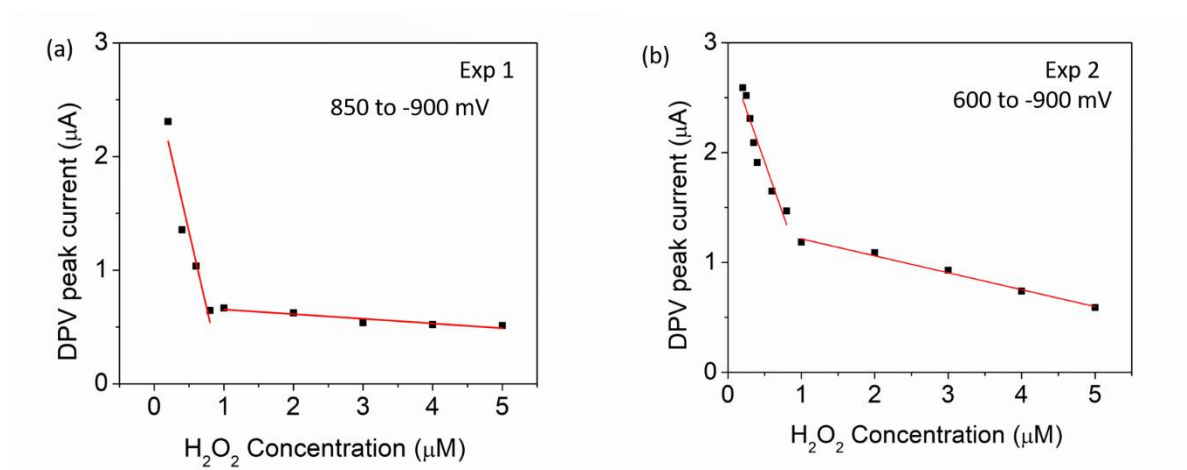 (a)
Exp 1
850 to -900 mV
DPV peak current (μA)
3
2
1
0
0 1 2 3 4 5
H₂O₂ Concentration (μM)
(b)
Exp 2
600 to -900 mV
DPV peak current (μA)
3
2
1
0
0 1 2 3 4 5
H₂O₂ Concentration (μM)